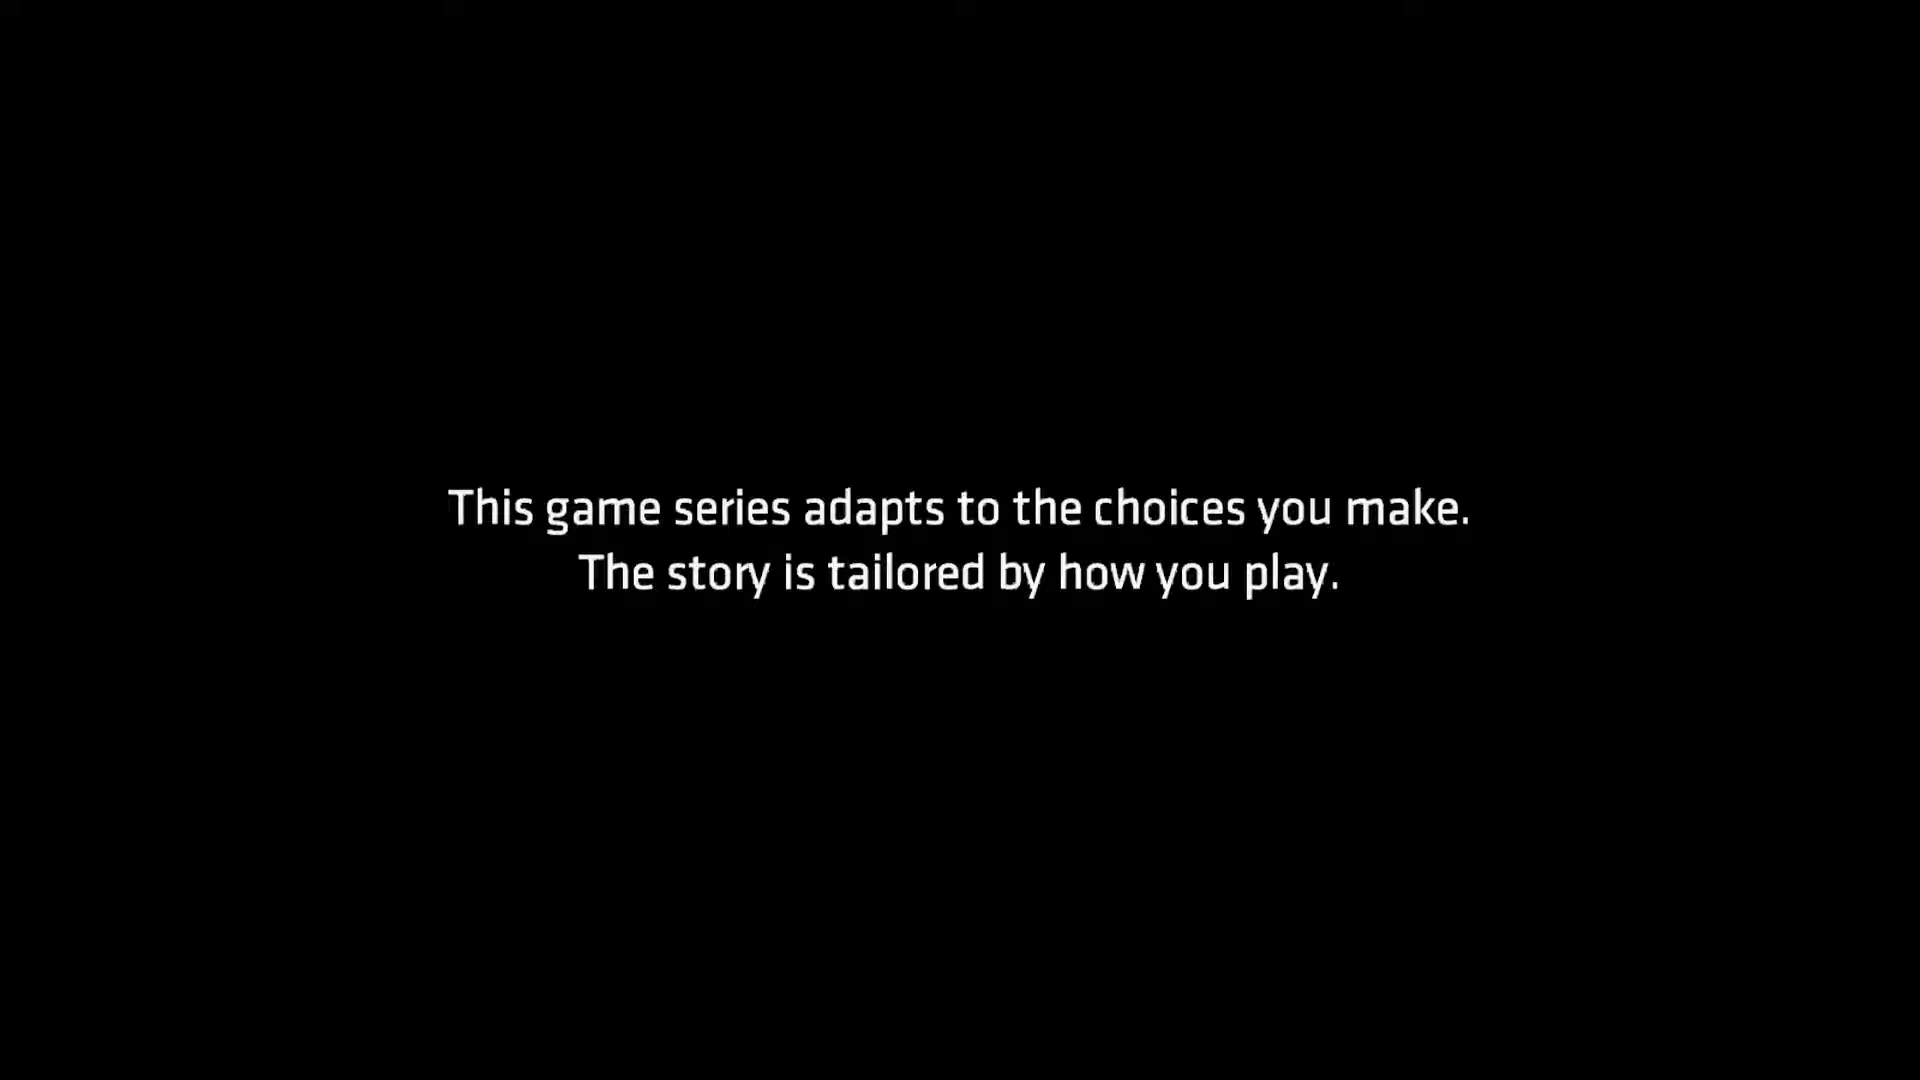 This game series adapts to the choices you make.
The story is tailored by how you play.